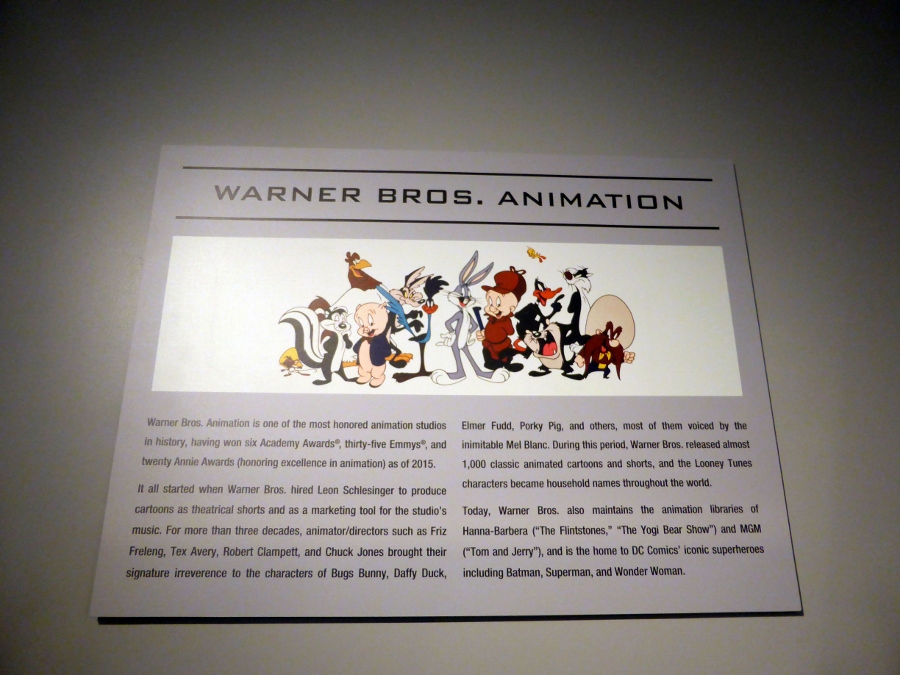 WARNER BROS. ANIMATION
Warner Bros. Animation is one of the most honored animation studios
in history, having won six Academy Awards®, thirty-five Emmys®, and
twenty Annie Awards (honoring excellence in animation) as of 2015.
It all started when Warner Bros. hired Leon Schlesinger to produce
cartoons as theatrical shorts and as a marketing tool for the studio's
music. For more than three decades, animator/directors such as Friz
Freleng, Tex Avery, Robert Clampett, and Chuck Jones brought their
signature irreverence to the characters of Bugs Bunny, Daffy Duck,
Elmer Fudd, Porky Pig, and others, most of them voiced by the
inimitable Mel Blanc. During this period, Warner Bros. released almost
1,000 classic animated cartoons and shorts, and the Looney Tunes
characters became household names throughout the world.
Today, Warner Bros. also maintains the animation libraries of
Hanna-Barbera (“The Flintstones,” “The Yogi Bear Show”) and MGM
(“Tom and Jerry”), and is the home to DC Comics' iconic superheroes
including Batman, Superman, and Wonder Woman.